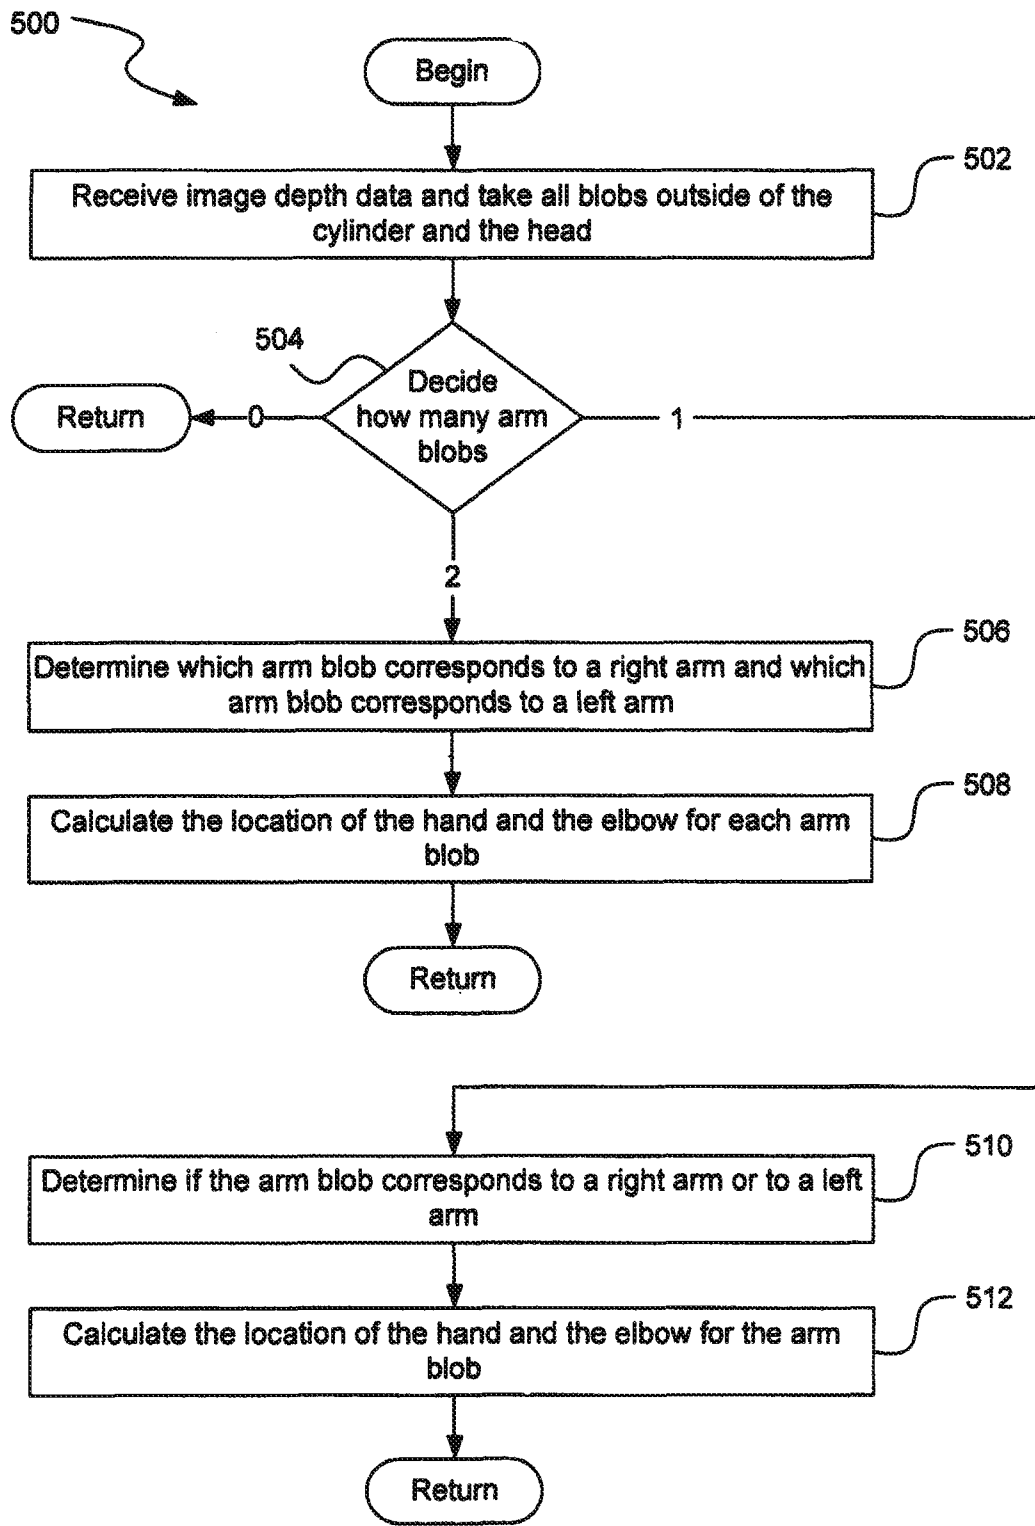 500
Begin
502
Receive image depth data and take all blobs outside of the
cylinder and the head
504
Decide
how many arm
blobs
Return
0
1
2
506
Determine which arm blob corresponds to a right arm and which
arm blob corresponds to a left arm
508
Calculate the location of the hand and the elbow for each arm
blob
Return
510
Determine if the arm blob corresponds to a right arm or to a left
arm
512
Calculate the location of the hand and the elbow for the arm
blob
Return